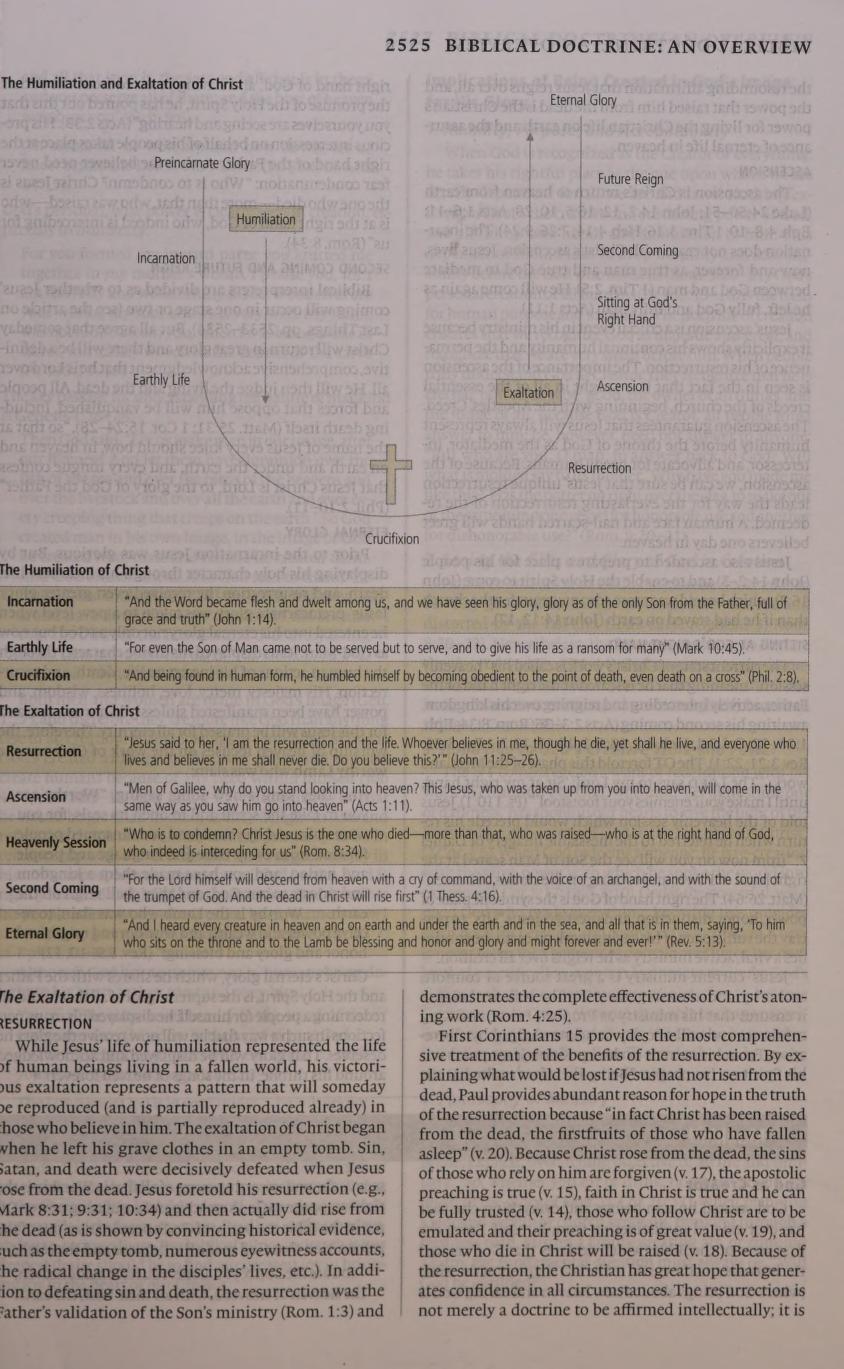 2525 BIBLICAL DOCTRINE: AN OVERVIEW
The Humiliation and Exaltation of Christ
Eternal Glory
Preincarnate Glory
Future Reign
Humiliation
Second Coming
Incarnation
Sitting at God's
Right Hand
Earthly Life
Exaltation
Ascension
Resurrection
Crucifixion
The Humiliation of Christ
Incarnation
"And the Word became flesh and dwelt among us, and we have seen his glory, glory as of the only Son from the Father, full of
grace and truth" (John 1:14).
Earthly Life
"For even the Son of Man came not to be served but to serve, and to give his life as a ransom for many" (Mark 10:45).
Crucifixion
"And being found in human form, he humbled himself by becoming obedient to the point of death, even death on a cross" (Phil. 2:8).
The Exaltation of Christ
Resurrection
"Jesus said to her, 'I am the resurrection and the life. Whoever believes in me, though he die, yet shall he live, and everyone who
lives and believes in me shall never die. Do you believe this?'" (John 11:25–26).
Ascension
"Men of Galilee, why do you stand looking into heaven? This Jesus, who was taken up from you into heaven, will come in the
same way as you saw him go into heaven" (Acts 1:11).
Heavenly Session
"Who is to condemn? Christ Jesus is the one who died—more than that, who was raised—who is at the right hand of God,
who indeed is interceding for us" (Rom. 8:34).
Second Coming
"For the Lord himself will descend from heaven with a cry of command, with the voice of an archangel, and with the sound of
the trumpet of God. And the dead in Christ will rise first" (1 Thess. 4:16).
Eternal Glory
"And I heard every creature in heaven and on earth and under the earth and in the sea, and all that is in them, saying, 'To him
who sits on the throne and to the Lamb be blessing and honor and glory and might forever and ever!'" (Rev. 5:13).
The Exaltation of Christ
RESURRECTION
While Jesus' life of humiliation represented the life
of human beings living in a fallen world, his victori-
ous exaltation represents a pattern that will someday
be reproduced (and is partially reproduced already) in
those who believe in him. The exaltation of Christ began
when he left his grave clothes in an empty tomb. Sin,
Satan, and death were decisively defeated when Jesus
rose from the dead. Jesus foretold his resurrection (e.g.,
Mark 8:31; 9:31; 10:34) and then actually did rise from
the dead (as is shown by convincing historical evidence,
such as the empty tomb, numerous eyewitness accounts,
the radical change in the disciples' lives, etc.). In addi-
tion to defeating sin and death, the resurrection was the
Father's validation of the Son's ministry (Rom. 1:3) and
demonstrates the complete effectiveness of Christ's aton-
ing work (Rom. 4:25).
First Corinthians 15 provides the most comprehen-
sive treatment of the benefits of the resurrection. By ex-
plaining what would be lost if Jesus had not risen from the
dead, Paul provides abundant reason for hope in the truth
of the resurrection because "in fact Christ has been raised
from the dead, the firstfruits of those who have fallen
asleep" (v. 20). Because Christ rose from the dead, the sins
of those who rely on him are forgiven (v. 17), the apostolic
preaching is true (v. 15), faith in Christ is true and he can
be fully trusted (v. 14), those who follow Christ are to be
emulated and their preaching is of great value (v. 19), and
those who die in Christ will be raised (v. 18). Because of
the resurrection, the Christian has great hope that gener-
ates confidence in all circumstances. The resurrection is
not merely a doctrine to be affirmed intellectually; it is